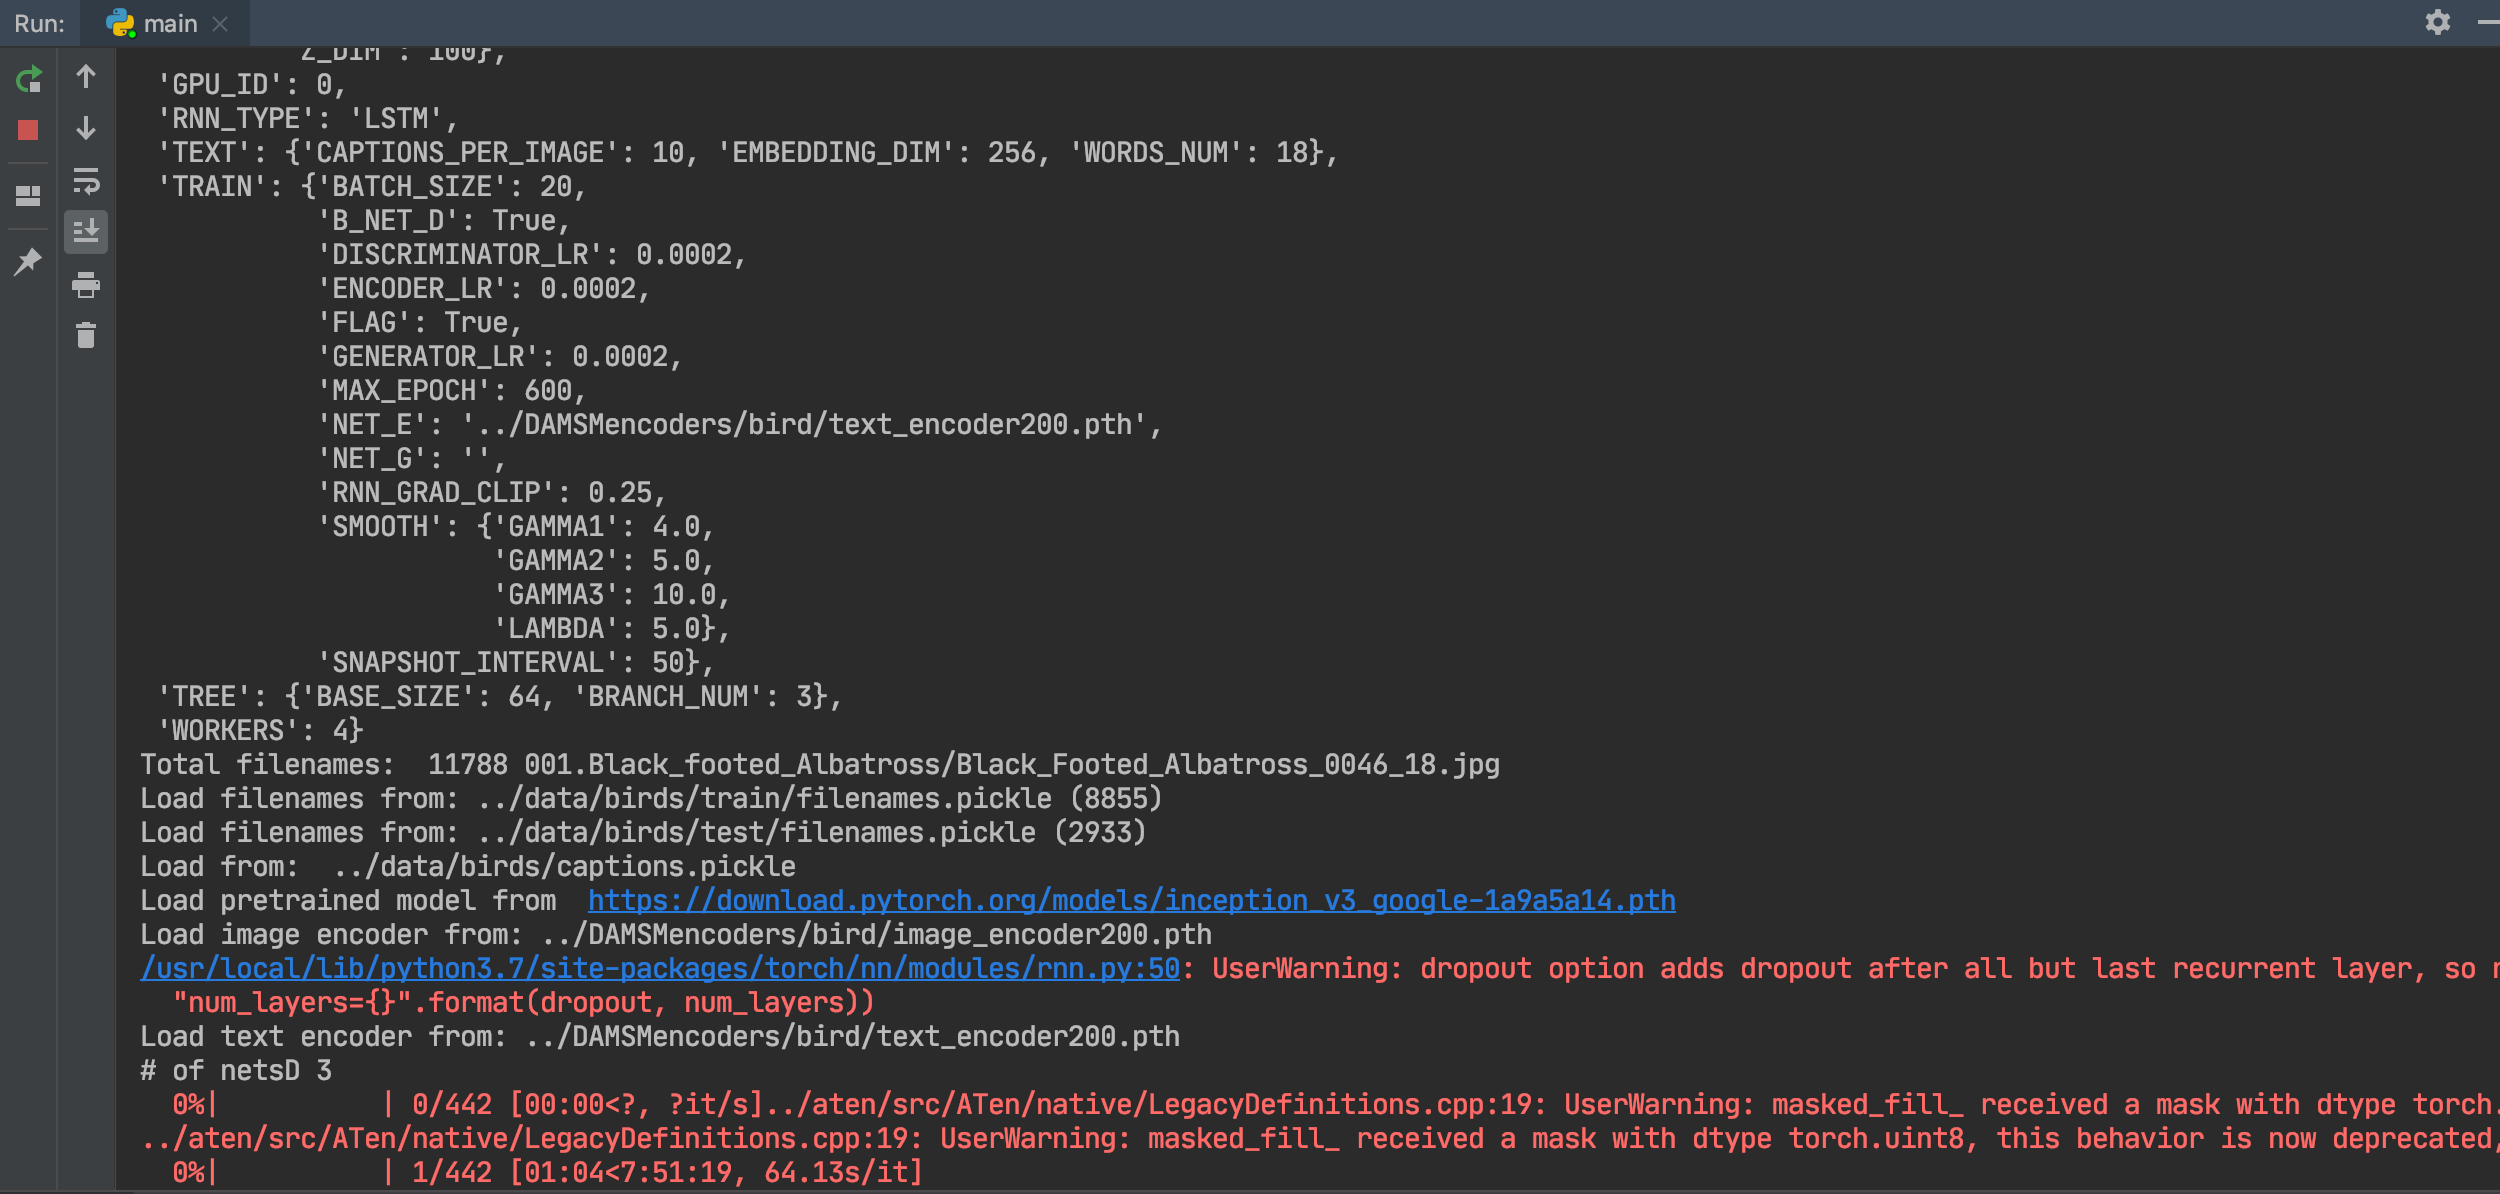 Run: main
Z_DIM': 100},
'GPU_ID': 0,
'RNN_TYPE': 'LSTM',
'TEXT': {'CAPTIONS_PER_IMAGE': 10, 'EMBEDDING_DIM': 256, 'WORDS_NUM': 18},
'TRAIN': {'BATCH_SIZE': 20,
'B_NET_D': True,
'DISCRIMINATOR_LR': 0.0002,
'ENCODER_LR': 0.0002,
'FLAG': True,
'GENERATOR_LR': 0.0002,
'MAX_EPOCH': 600,
'NET_E': '../DAMSMencoders/bird/text_encoder200.pth',
'NET_G': '',
'RNN_GRAD_CLIP': 0.25,
'SMOOTH': {'GAMMA1': 4.0,
'GAMMA2': 5.0,
'GAMMA3': 10.0,
'LAMBDA': 5.0},
'SNAPSHOT_INTERVAL': 50},
'TREE': {'BASE_SIZE': 64, 'BRANCH_NUM': 3},
'WORKERS': 4}
Total filenames:  11788 001.Black_footed_Albatross/Black_Footed_Albatross_0046_18.jpg
Load filenames from: ../data/birds/train/filenames.pickle (8855)
Load filenames from: ../data/birds/test/filenames.pickle (2933)
Load from:  ../data/birds/captions.pickle
Load pretrained model from  https://download.pytorch.org/models/inception_v3_google-1a9a5a14.pth
Load image encoder from: ../DAMSMencoders/bird/image_encoder200.pth
/usr/local/lib/python3.7/site-packages/torch/nn/modules/rnn.py:50: UserWarning: dropout option adds dropout after all but last recurrent layer, so
"num_layers={}".format(dropout, num_layers))
Load text encoder from: ../DAMSMencoders/bird/text_encoder200.pth
# of netsD 3
0%|          | 0/442 [00:00<?, ?it/s]../aten/src/ATen/native/LegacyDefinitions.cpp:19: UserWarning: masked_fill_ received a mask with dtype torch.
../aten/src/ATen/native/LegacyDefinitions.cpp:19: UserWarning: masked_fill_ received a mask with dtype torch.uint8, this behavior is now deprecated,
0%|          | 1/442 [01:04<7:51:19, 64.13s/it]